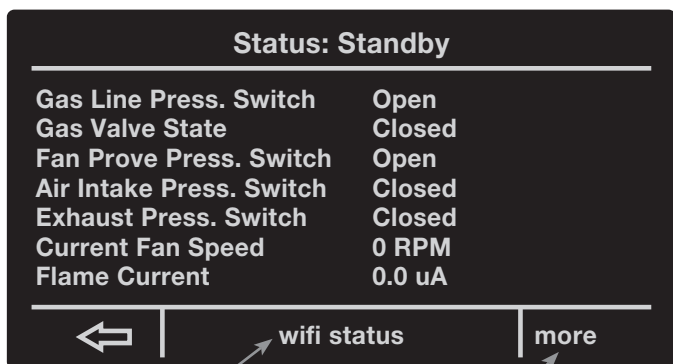 Status: Standby
Gas Line Press. Switch Open
Gas Valve State Closed
Fan Prove Press. Switch Open
Air Intake Press. Switch Closed
Exhaust Press. Switch Closed
Current Fan Speed 0 RPM
Flame Current 0.0 uA
wifi status more